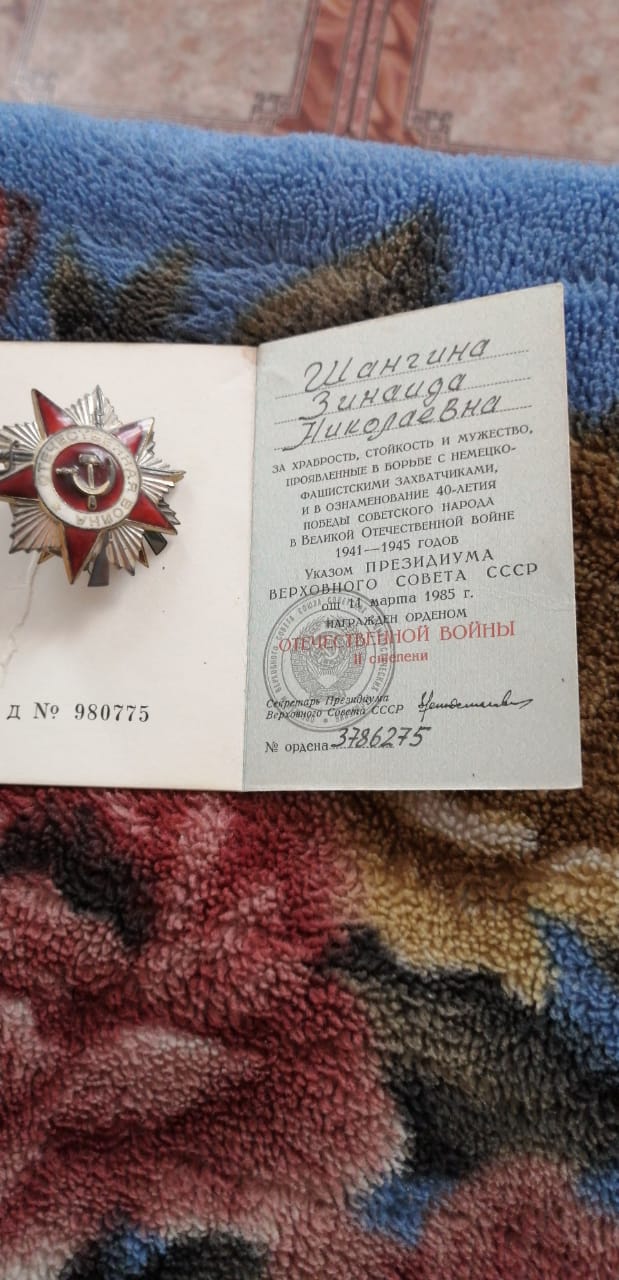 ОТЕЧЕСТВЕННАЯ ВОЙНА
Д № 980775
Шангина
Зинаида
Николаевна
ЗА ХРАБРОСТЬ, СТОЙКОСТЬ И МУЖЕСТВО,
ПРОЯВЛЕННЫЕ В БОРЬБЕ С НЕМЕЦКО-
ФАШИСТСКИМИ ЗАХВАТЧИКАМИ,
И В ОЗНАМЕНОВАНИЕ 40-ЛЕТИЯ
ПОБЕДЫ СОВЕТСКОГО НАРОДА
В ВЕЛИКОЙ ОТЕЧЕСТВЕННОЙ ВОЙНЕ
1941—1945 ГОДОВ
УКАЗОМ ПРЕЗИДИУМА
ВЕРХОВНОГО СОВЕТА СССР
от 11 марта 1985 г.
НАГРАЖДЕН ОРДЕНОМ
ОТЕЧЕСТВЕННОЙ ВОЙНЫ
II степени
Секретарь Президиума
Верховного Совета СССР
№ ордена 3786275